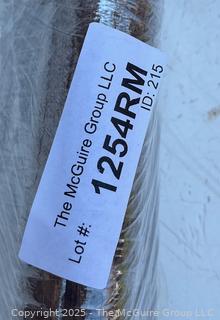 The McGuire Group LLC
Lot #: 1254RM
ID: 215
Copyright 2025 - The McGuire Group LLC